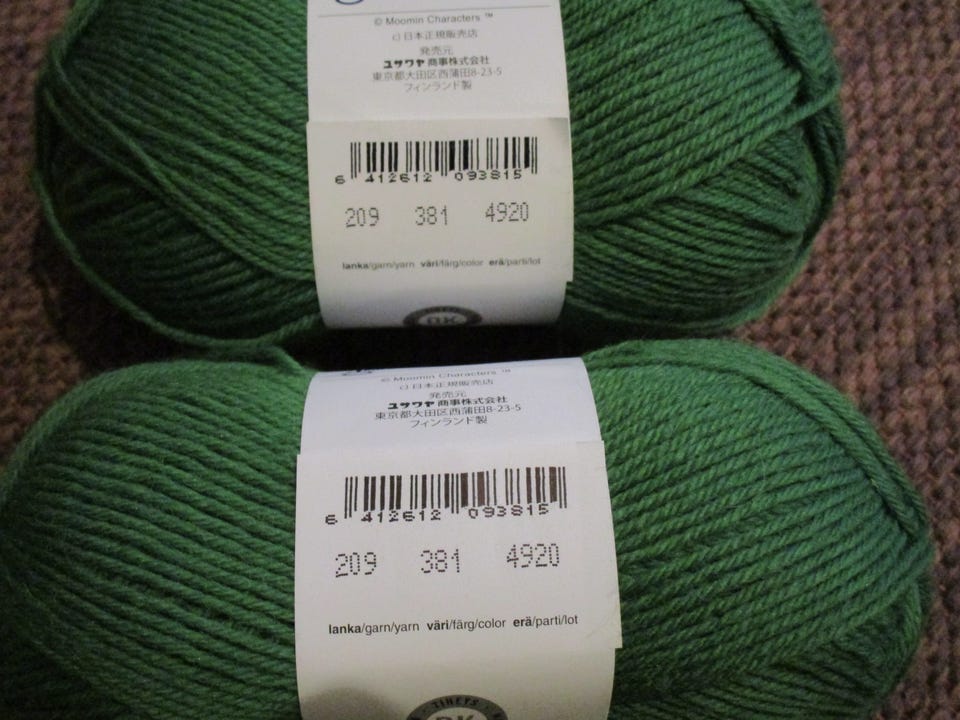 © Moomin Characters ™
c) 日本正規販売店
発売元
ユザワヤ 商事株式会社
東京都大田区西蒲田8-23-5
フィンランド製
6 412612 093815
209 381 4920
lanka/garn/yarn väri/färg/color erä/parti/lot
© Moomin Characters ™
c) 日本正規販売店
発売元
ユザワヤ 商事株式会社
東京都大田区西蒲田8-23-5
フィンランド製
6 412612 093815
209 381 4920
lanka/garn/yarn väri/färg/color erä/parti/lot
TIHEYS